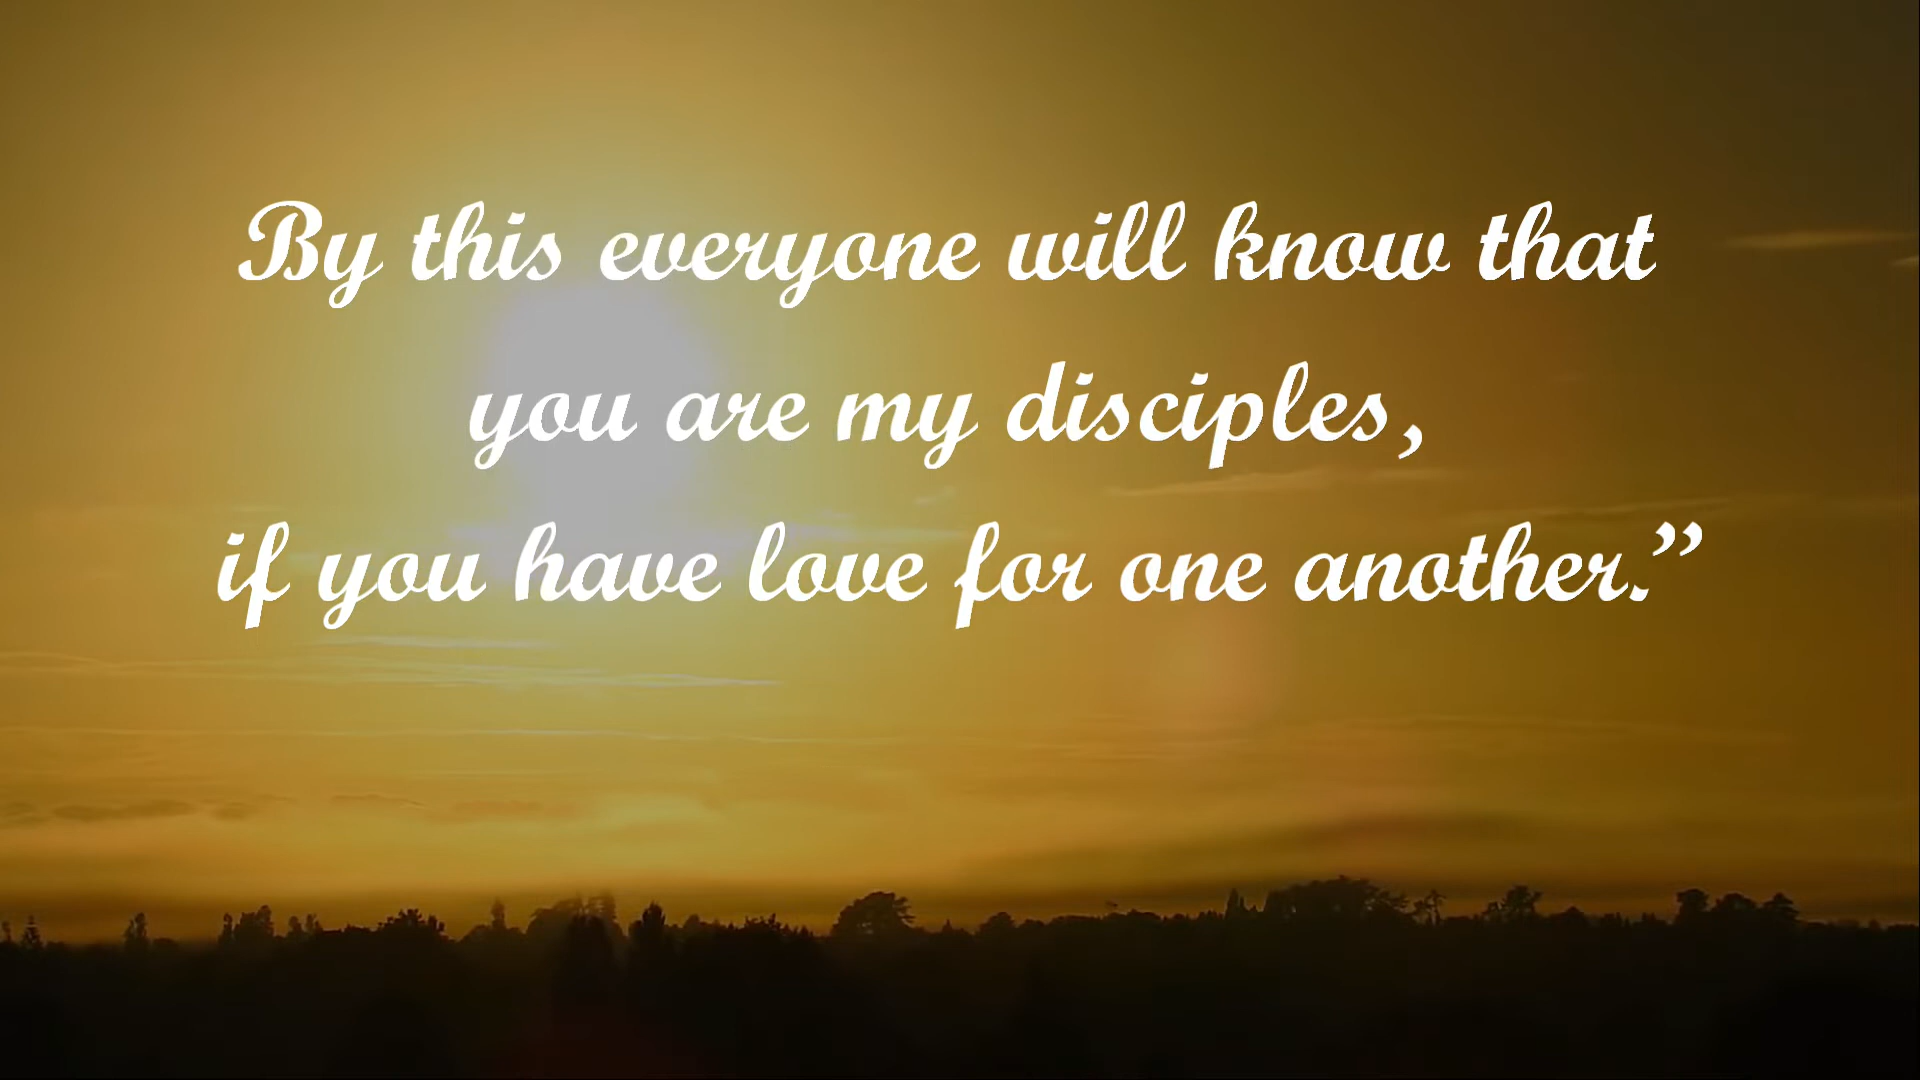 By this everyone will know that
you are my disciples,
if you have love for one another.”